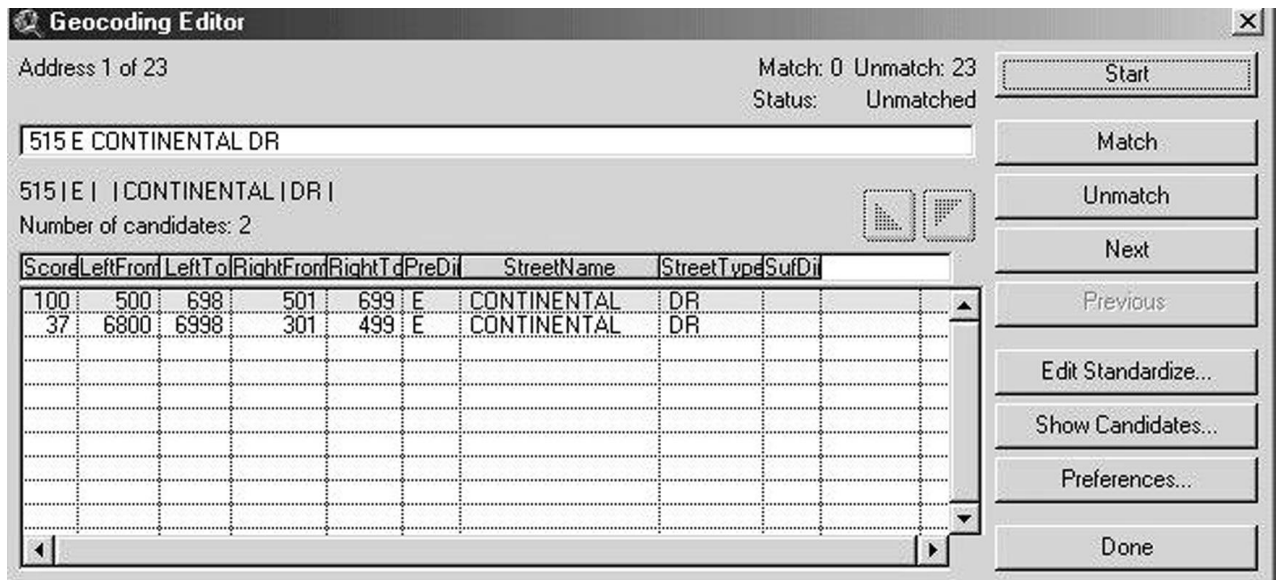 Geocoding Editor
Address 1 of 23
Match: 0 Unmatch: 23
Status: Unmatched
515 E CONTINENTAL DR
515 | E | | CONTINENTAL | DR |
Number of candidates: 2
Score LeftFrom LeftTo RightFrom RightTo PreDir StreetName StreetType SufDir
100 500 698 501 699 E CONTINENTAL DR
37 6800 6998 301 499 E CONTINENTAL DR
Start
Match
Unmatch
Next
Previous
Edit Standardize...
Show Candidates...
Preferences...
Done